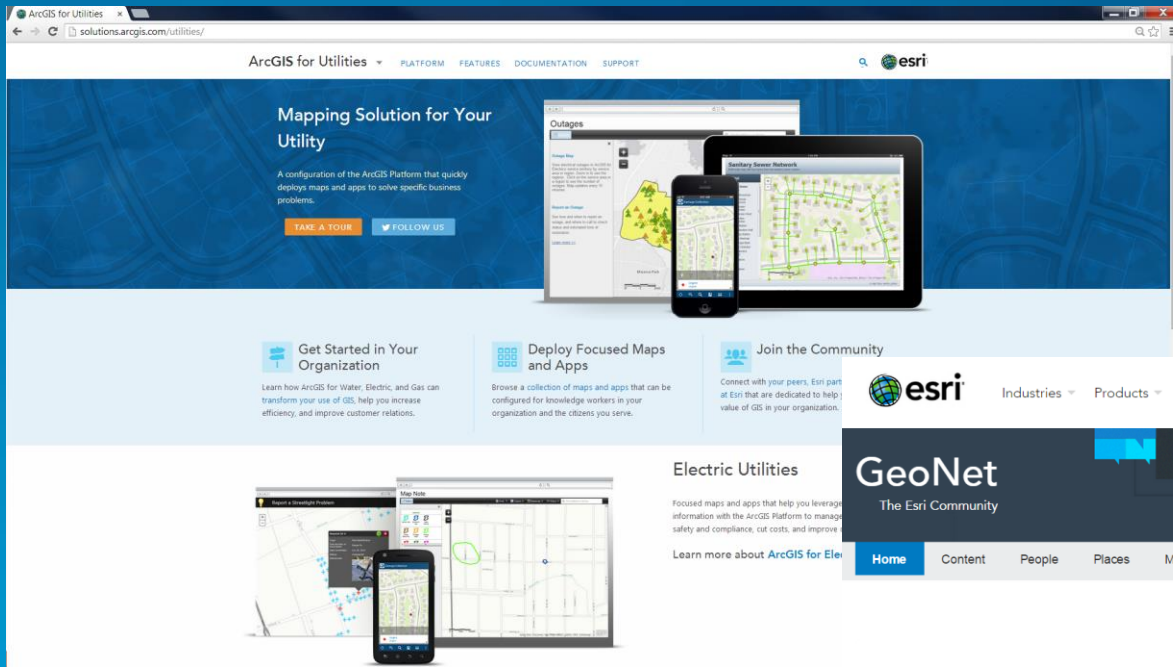 ArcGIS for Utilities
solutions.arcgis.com/utilities/
ArcGIS for Utilities PLATFORM FEATURES DOCUMENTATION SUPPORT esri
Mapping Solution for Your
Utility
A configuration of the ArcGIS Platform that quickly
deploys maps and apps to solve specific business
problems.
TAKE A TOUR FOLLOW US
Outages
Outage Map
Report an Outage
Sanitary Sewer Network
Get Started in Your
Organization
Learn how ArcGIS for Water, Electric, and Gas can
transform your use of GIS, help you increase
efficiency, and improve customer relations.
Deploy Focused Maps
and Apps
Browse a collection of maps and apps that can be
configured for knowledge workers in your
organization and the citizens you serve.
Join the Community
Connect with your peers, Esri part
at Esri that are dedicated to help
value of GIS in your organization.
esri Industries Products
GeoNet
The Esri Community
Home Content People Places M
Electric Utilities
Focused maps and apps that help you leverage
information with the ArcGIS Platform to manage
safety and compliance, cut costs, and improve
Learn more about ArcGIS for Ele
Report a Streetlight Problem
Map Note